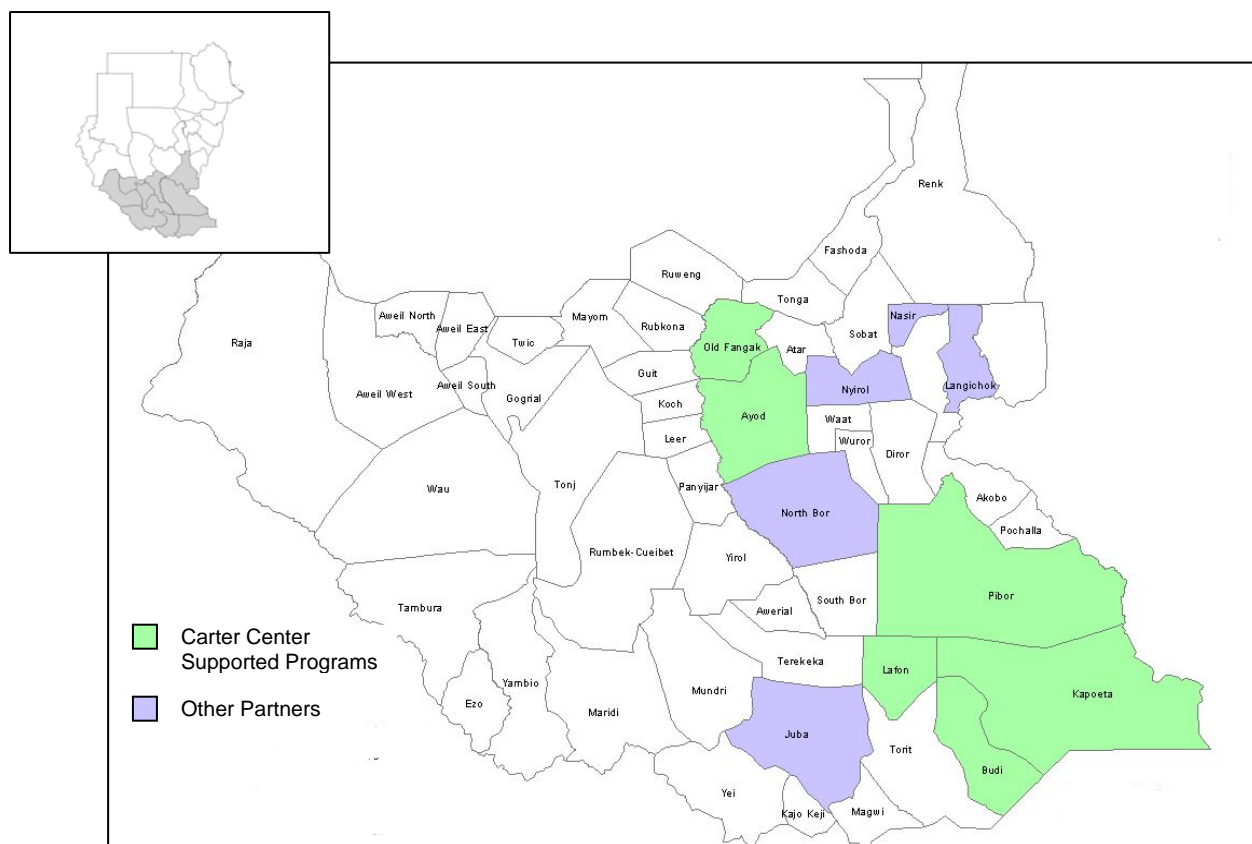 Renk
Fashoda
Ruweng
Tonga
Aweil North
Aweil East
Mayom
Nasir
Raja
Twic
Rubkona
Sobat
Old Fangak
Atar
Guit
Aweil South
Langichok
Aweil West
Gogrial
Nyirol
Koch
Ayod
Waat
Leer
Wuror
Diror
Wau
Tonj
Panyijar
Akobo
North Bor
Pochalla
Rumbek-Cueibet
Yirol
Pibor
South Bor
Tambura
Awerial
Carter Center
Supported Programs
Terekeka
Lafon
Yambio
Mundri
Kapoeta
Ezo
Other Partners
Maridi
Juba
Torit
Budi
Yei
Kajo Keji
Magwi